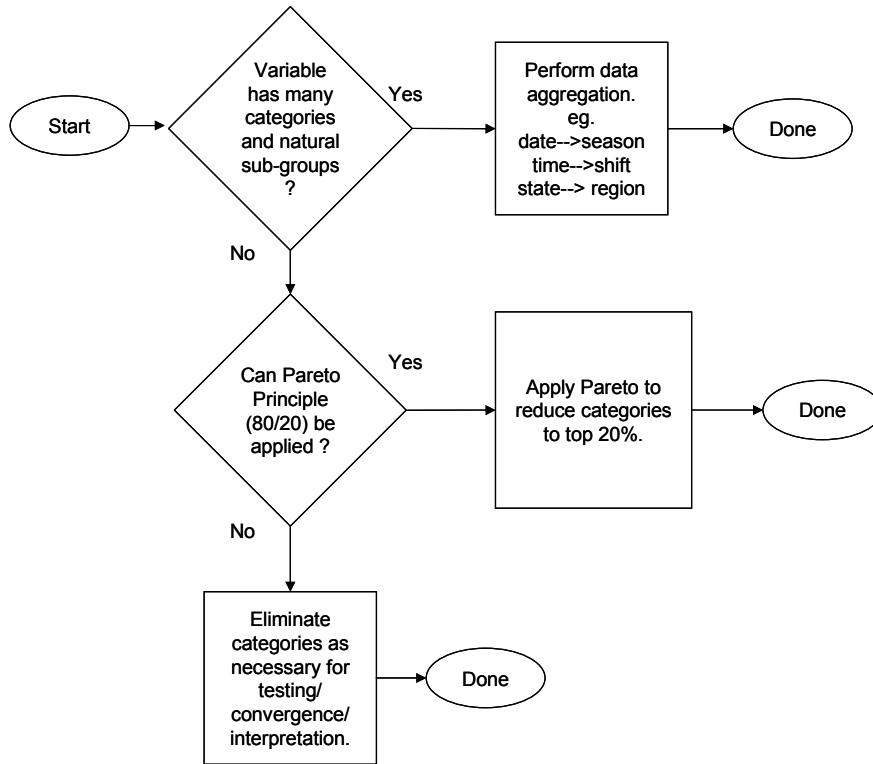 Start
Variable
has many
categories
and natural
sub-groups
?
Yes
Perform data
aggregation.
eg.
date-->season
time-->shift
state--> region
Done
No
Can Pareto
Principle
(80/20) be
applied ?
Yes
Apply Pareto to
reduce categories
to top 20%.
Done
No
Eliminate
categories as
necessary for
testing/
convergence/
interpretation.
Done